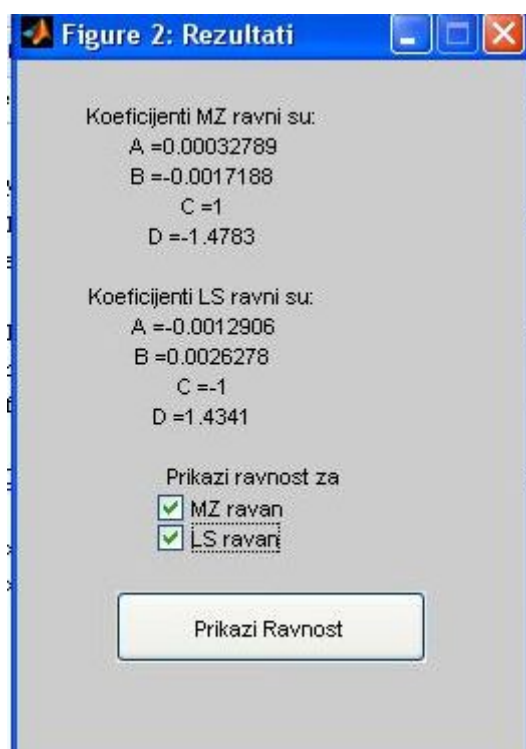 Figure 2: Rezultati
Koeficijenti MZ ravni su:
A =0.00032789
B =-0.0017188
C =1
D =-1.4783
Koeficijenti LS ravni su:
A =-0.0012906
B =0.0026278
C =-1
D =1.4341
Prikazi ravnost za
MZ ravan
LS ravan
Prikazi Ravnost